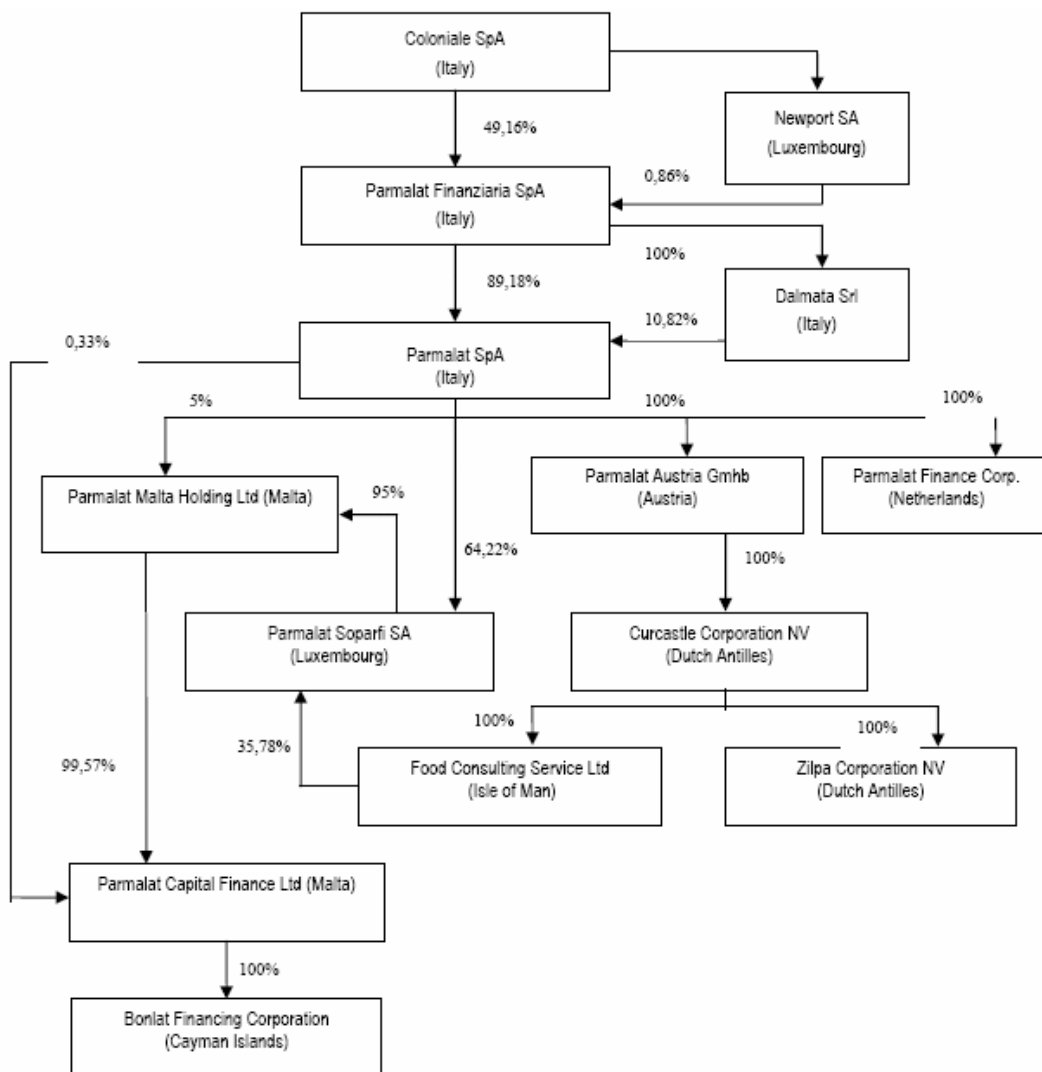 Coloniale SpA
(Italy)
49,16%
Newport SA
(Luxembourg)
0,86%
Parmalat Finanziaria SpA
(Italy)
100%
89,18%
Dalmata Srl
(Italy)
10,82%
0,33%
Parmalat SpA
(Italy)
5%
100%
100%
Parmalat Malta Holding Ltd (Malta)
95%
Parmalat Austria Gmhb
(Austria)
Parmalat Finance Corp.
(Netherlands)
64,22%
100%
Parmalat Soparfi SA
(Luxembourg)
Curcastle Corporation NV
(Dutch Antilles)
100%
100%
35,78%
99,57%
Food Consulting Service Ltd
(Isle of Man)
Zilpa Corporation NV
(Dutch Antilles)
Parmalat Capital Finance Ltd (Malta)
100%
Bonlat Financing Corporation
(Cayman Islands)